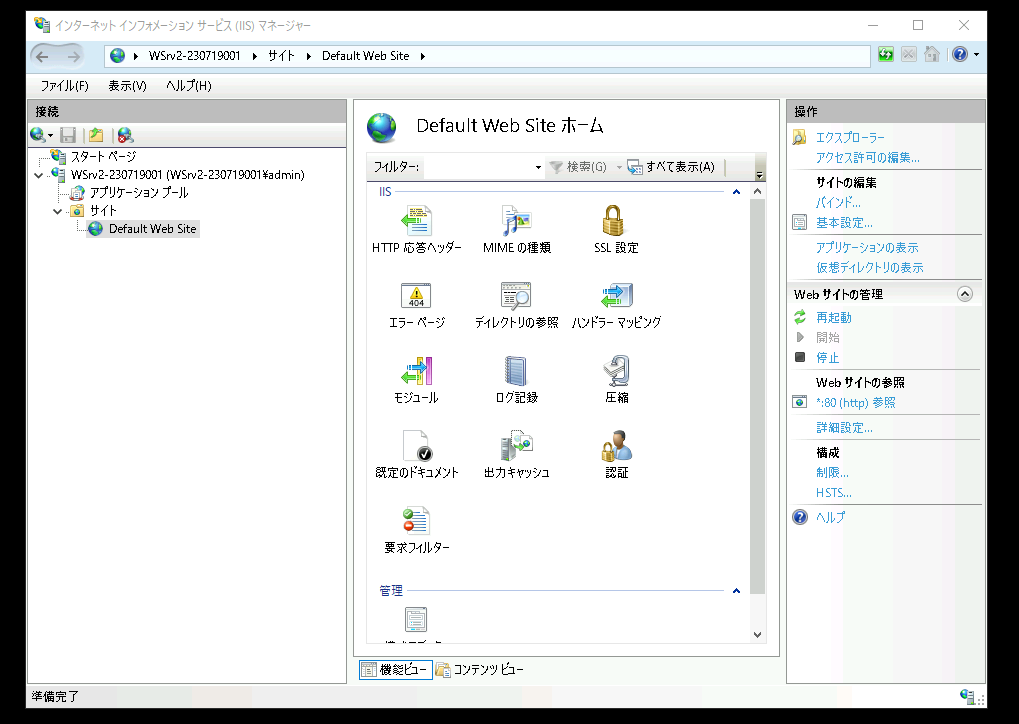 インターネット インフォメーション サービス (IIS) マネージャー
WSrv2-230719001 サイト Default Web Site
ファイル(F) 表示(V) ヘルプ(H)
接続
スタート ページ
WSrv2-230719001 (WSrv2-230719001¥admin)
アプリケーション プール
サイト
Default Web Site
Default Web Site ホーム
フィルター: 検索(G) すべて表示(A)
IIS
HTTP 応答ヘッダー MIME の種類 SSL 設定
404
エラー ページ ディレクトリの参照 ハンドラー マッピング
モジュール ログ記録 圧縮
既定のドキュメント 出力キャッシュ 認証
要求フィルター
管理
機能ビュー コンテンツ ビュー
操作
エクスプローラー
アクセス許可の編集...
サイトの編集
バインド...
基本設定...
アプリケーションの表示
仮想ディレクトリの表示
Web サイトの管理
再起動
開始
停止
Web サイトの参照
*:80 (http) 参照
詳細設定...
構成
制限...
HSTS...
ヘルプ
準備完了